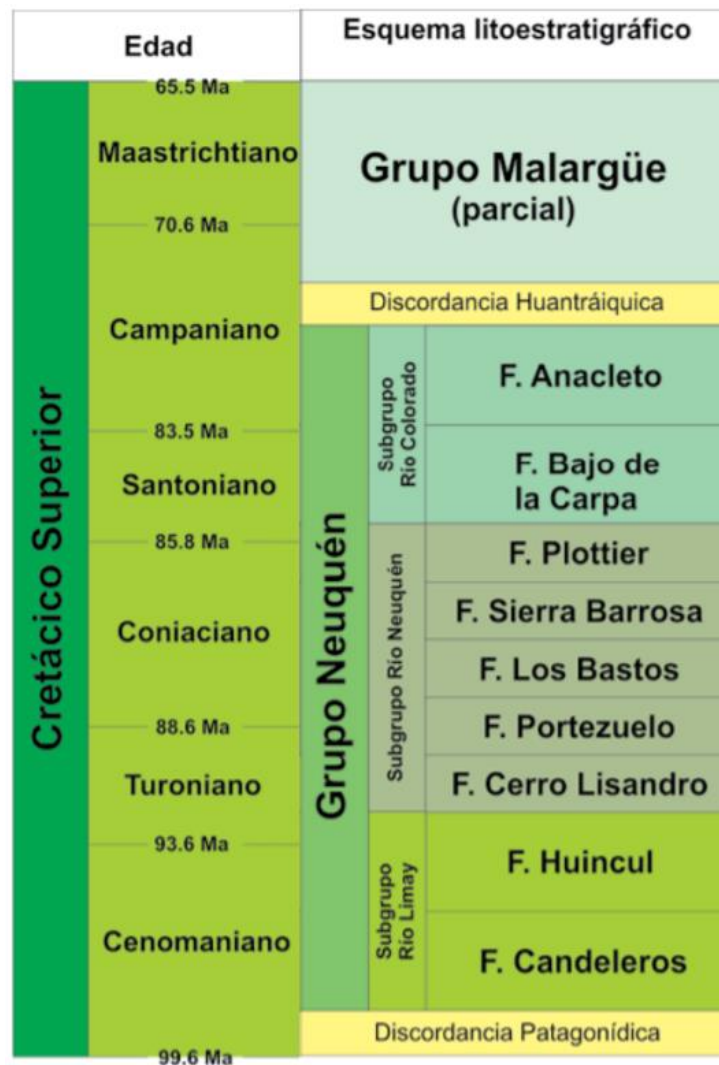 Edad
Esquema litoestratigráfico
65.5 Ma
Maastrichtiano
70.6 Ma
Campaniano
83.5 Ma
Santoniano
85.8 Ma
Coniaciano
88.6 Ma
Turoniano
93.6 Ma
Cenomaniano
99.6 Ma
Cretácico Superior
Grupo Malargüe
(parcial)
Discordancia Huantráiquica
Grupo Neuquén
Subgrupo
Río Colorado
F. Anacleto
F. Bajo de
la Carpa
Subgrupo Río Neuquén
F. Plottier
F. Sierra Barrosa
F. Los Bastos
F. Portezuelo
F. Cerro Lisandro
Subgrupo
Río Limay
F. Huincul
F. Candeleros
Discordancia Patagonídica